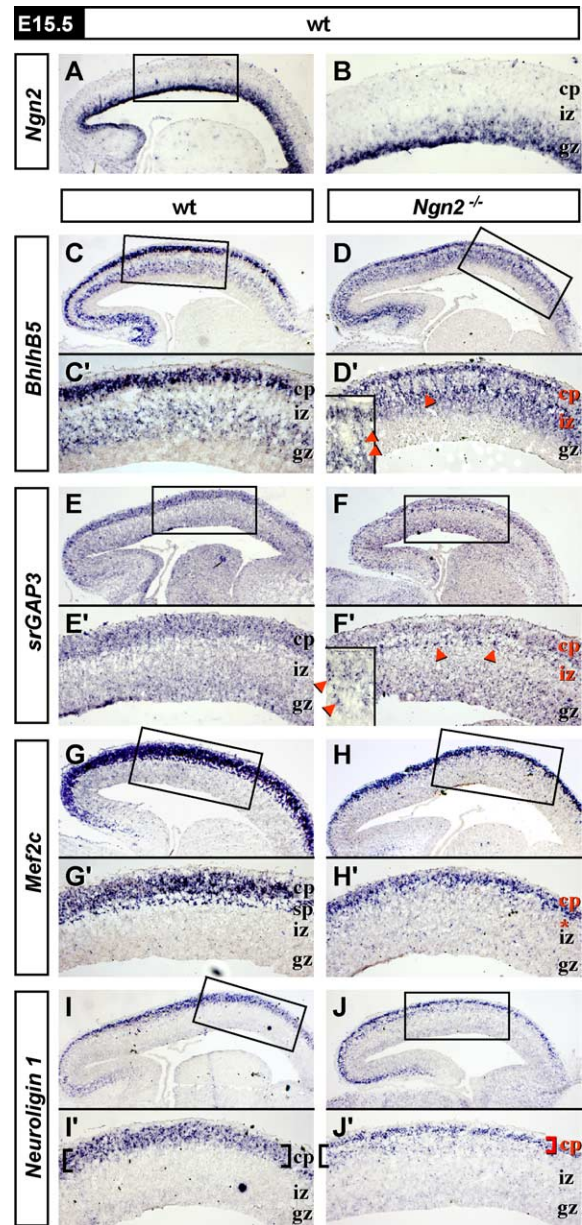 E15.5 wt
Ngn2
A B
cp
iz
gz
wt Ngn2 -/-
BhlhB5
C D
C' D'
cp cp
iz iz
gz gz
srGAP3
E F
E' F'
cp cp
iz iz
gz gz
Mef2c
G H
G' H'
cp cp
sp *
iz iz
gz gz
Neuroligin 1
I J
I' J'
cp cp
iz iz
gz gz